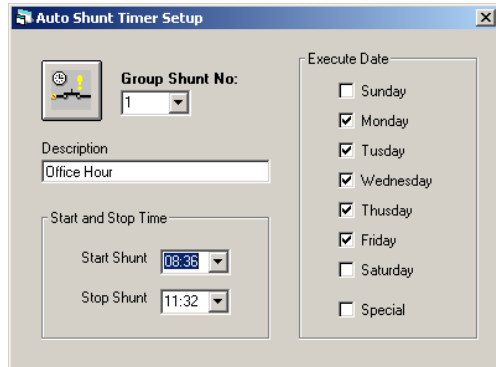 Auto Shunt Timer Setup
Group Shunt No:
1
Description
Office Hour
Start and Stop Time
Start Shunt 08:36
Stop Shunt 11:32
Execute Date
Sunday
Monday
Tusday
Wednesday
Thusday
Friday
Saturday
Special